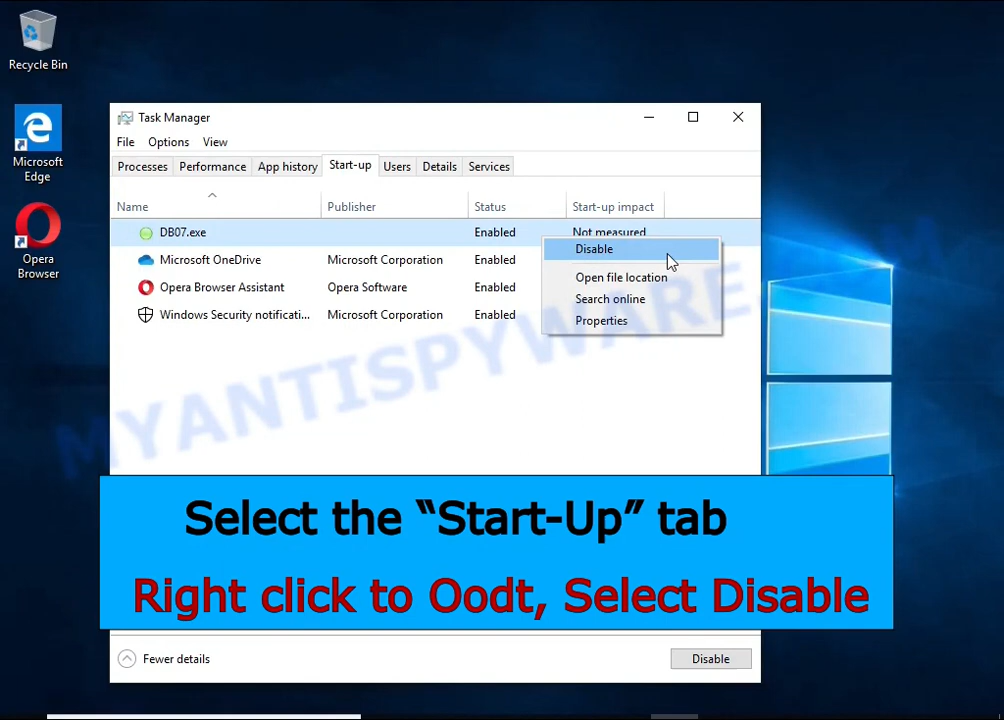 Recycle Bin
Microsoft
Edge
Opera
Browser
Task Manager
File Options View
Processes Performance App history Start-up Users Details Services
Name Publisher Status Start-up impact
DB07.exe Enabled Not measured
Microsoft OneDrive Microsoft Corporation Enabled
Opera Browser Assistant Opera Software Enabled
Windows Security notificati... Microsoft Corporation Enabled
Disable
Open file location
Search online
Properties
MYANTISPYWARE.COM
Select the “Start-Up” tab
Right click to Oodt, Select Disable
Fewer details Disable